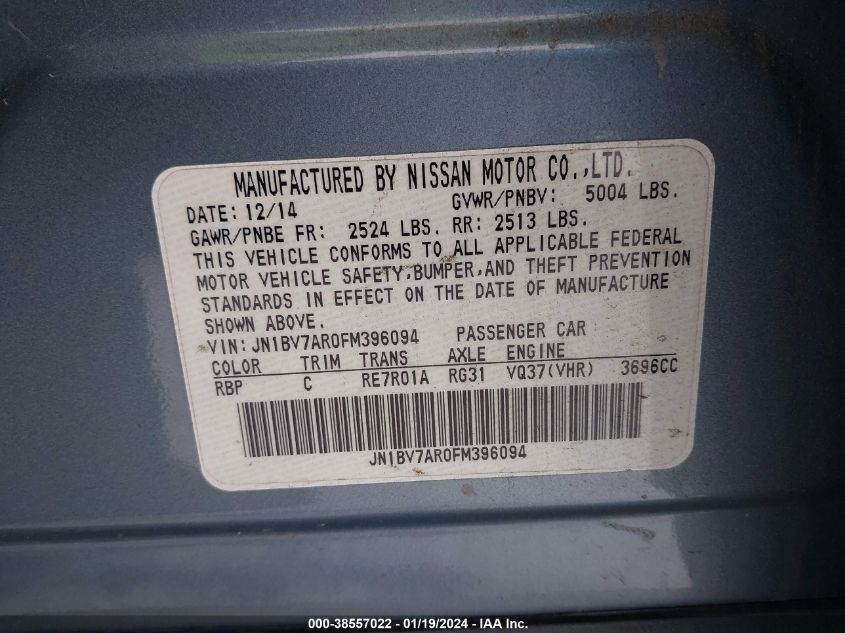 MANUFACTURED BY NISSAN MOTOR CO.,LTD.
DATE: 12/14 GVWR/PNBV: 5004 LBS.
GAWR/PNBE FR: 2524 LBS. RR: 2513 LBS.
THIS VEHICLE CONFORMS TO ALL APPLICABLE FEDERAL
MOTOR VEHICLE SAFETY,BUMPER,AND THEFT PREVENTION
STANDARDS IN EFFECT ON THE DATE OF MANUFACTURE
SHOWN ABOVE.
VIN: JN1BV7AR0FM396094 PASSENGER CAR
COLOR TRIM TRANS AXLE ENGINE
RBP C RE7R01A RG31 VQ37(VHR) 3696CC
JN1BV7AR0FM396094
000-38557022 - 01/19/2024 - IAA Inc.